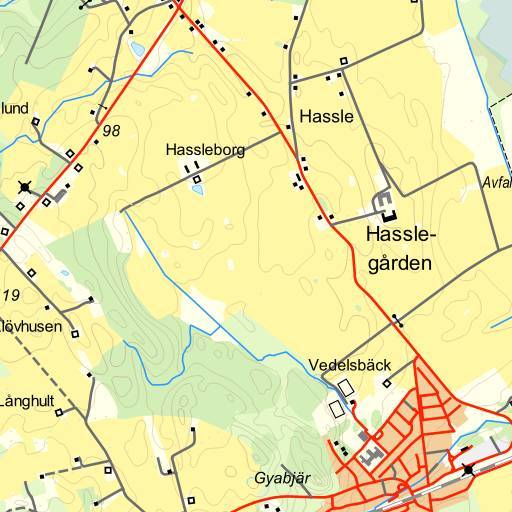 lund
98
Hassle
Hassleborg
Avfal
Hassle-
gården
19
lövhusen
Vedelsbäck
Långhult
Gyabjär